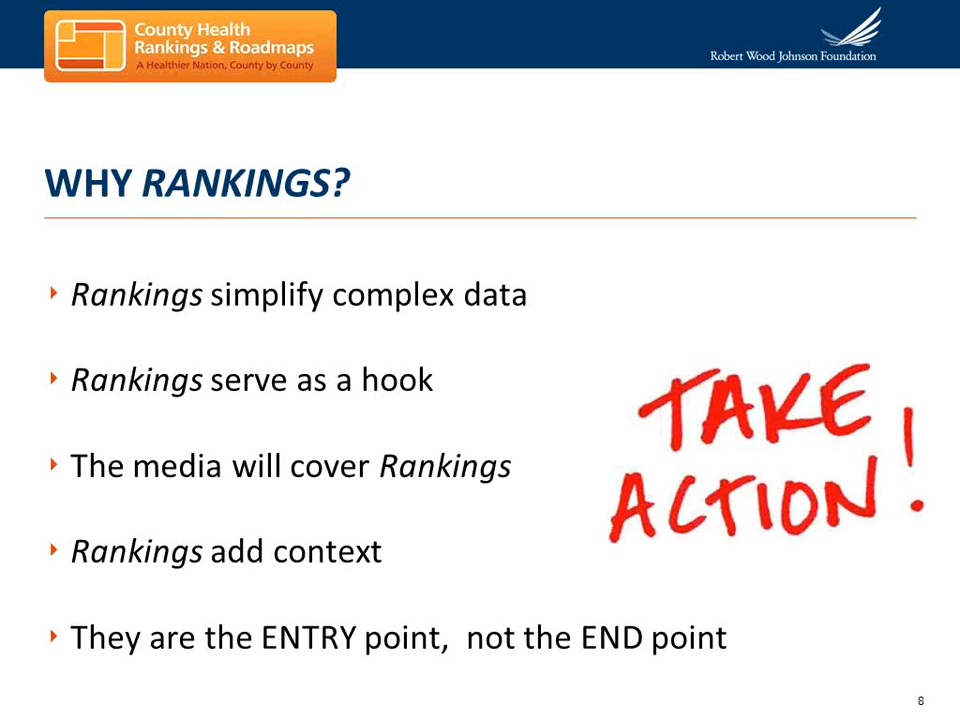 County Health
Rankings & Roadmaps
A Healthier Nation, County by County
Robert Wood Johnson Foundation
WHY RANKINGS?
Rankings simplify complex data
Rankings serve as a hook
The media will cover Rankings
Rankings add context
They are the ENTRY point,  not the END point
TAKE
ACTION!
8